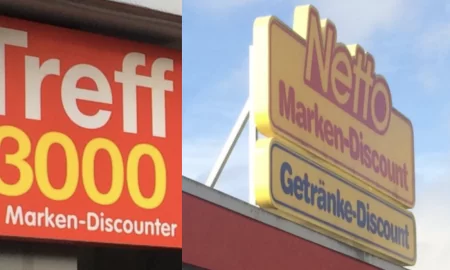 Treff
3000
Marken-Discounter
Netto
Marken-Discount
Getränke-Discount